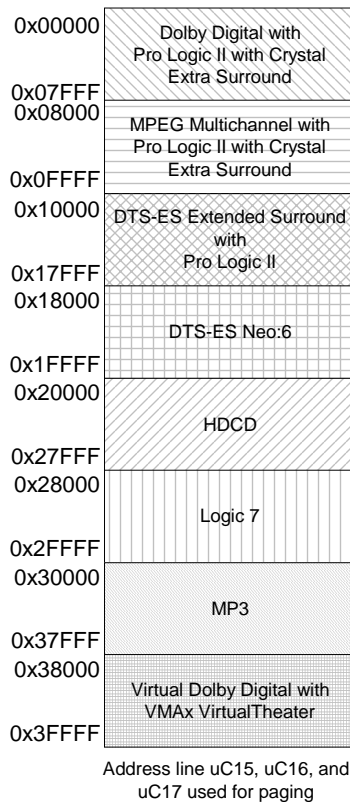 0x00000
Dolby Digital with
Pro Logic II with Crystal
Extra Surround
0x07FFF
0x08000
MPEG Multichannel with
Pro Logic II with Crystal
Extra Surround
0x0FFFF
0x10000
DTS-ES Extended Surround
with
Pro Logic II
0x17FFF
0x18000
DTS-ES Neo:6
0x1FFFF
0x20000
HDCD
0x27FFF
0x28000
Logic 7
0x2FFFF
0x30000
MP3
0x37FFF
0x38000
Virtual Dolby Digital with
VMAx VirtualTheater
0x3FFFF
Address line uC15, uC16, and
uC17 used for paging